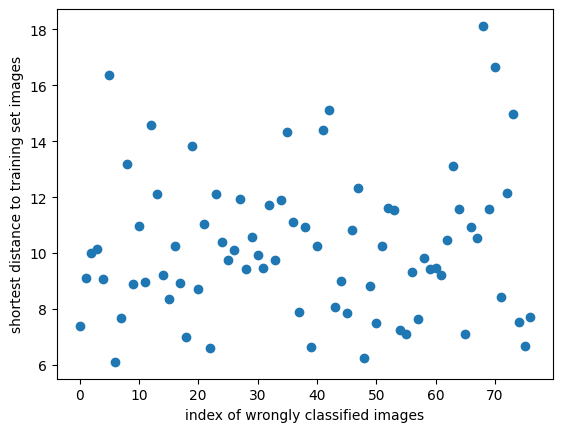 18
16
14
12
10
8
6
0 10 20 30 40 50 60 70
shortest distance to training set images
index of wrongly classified images